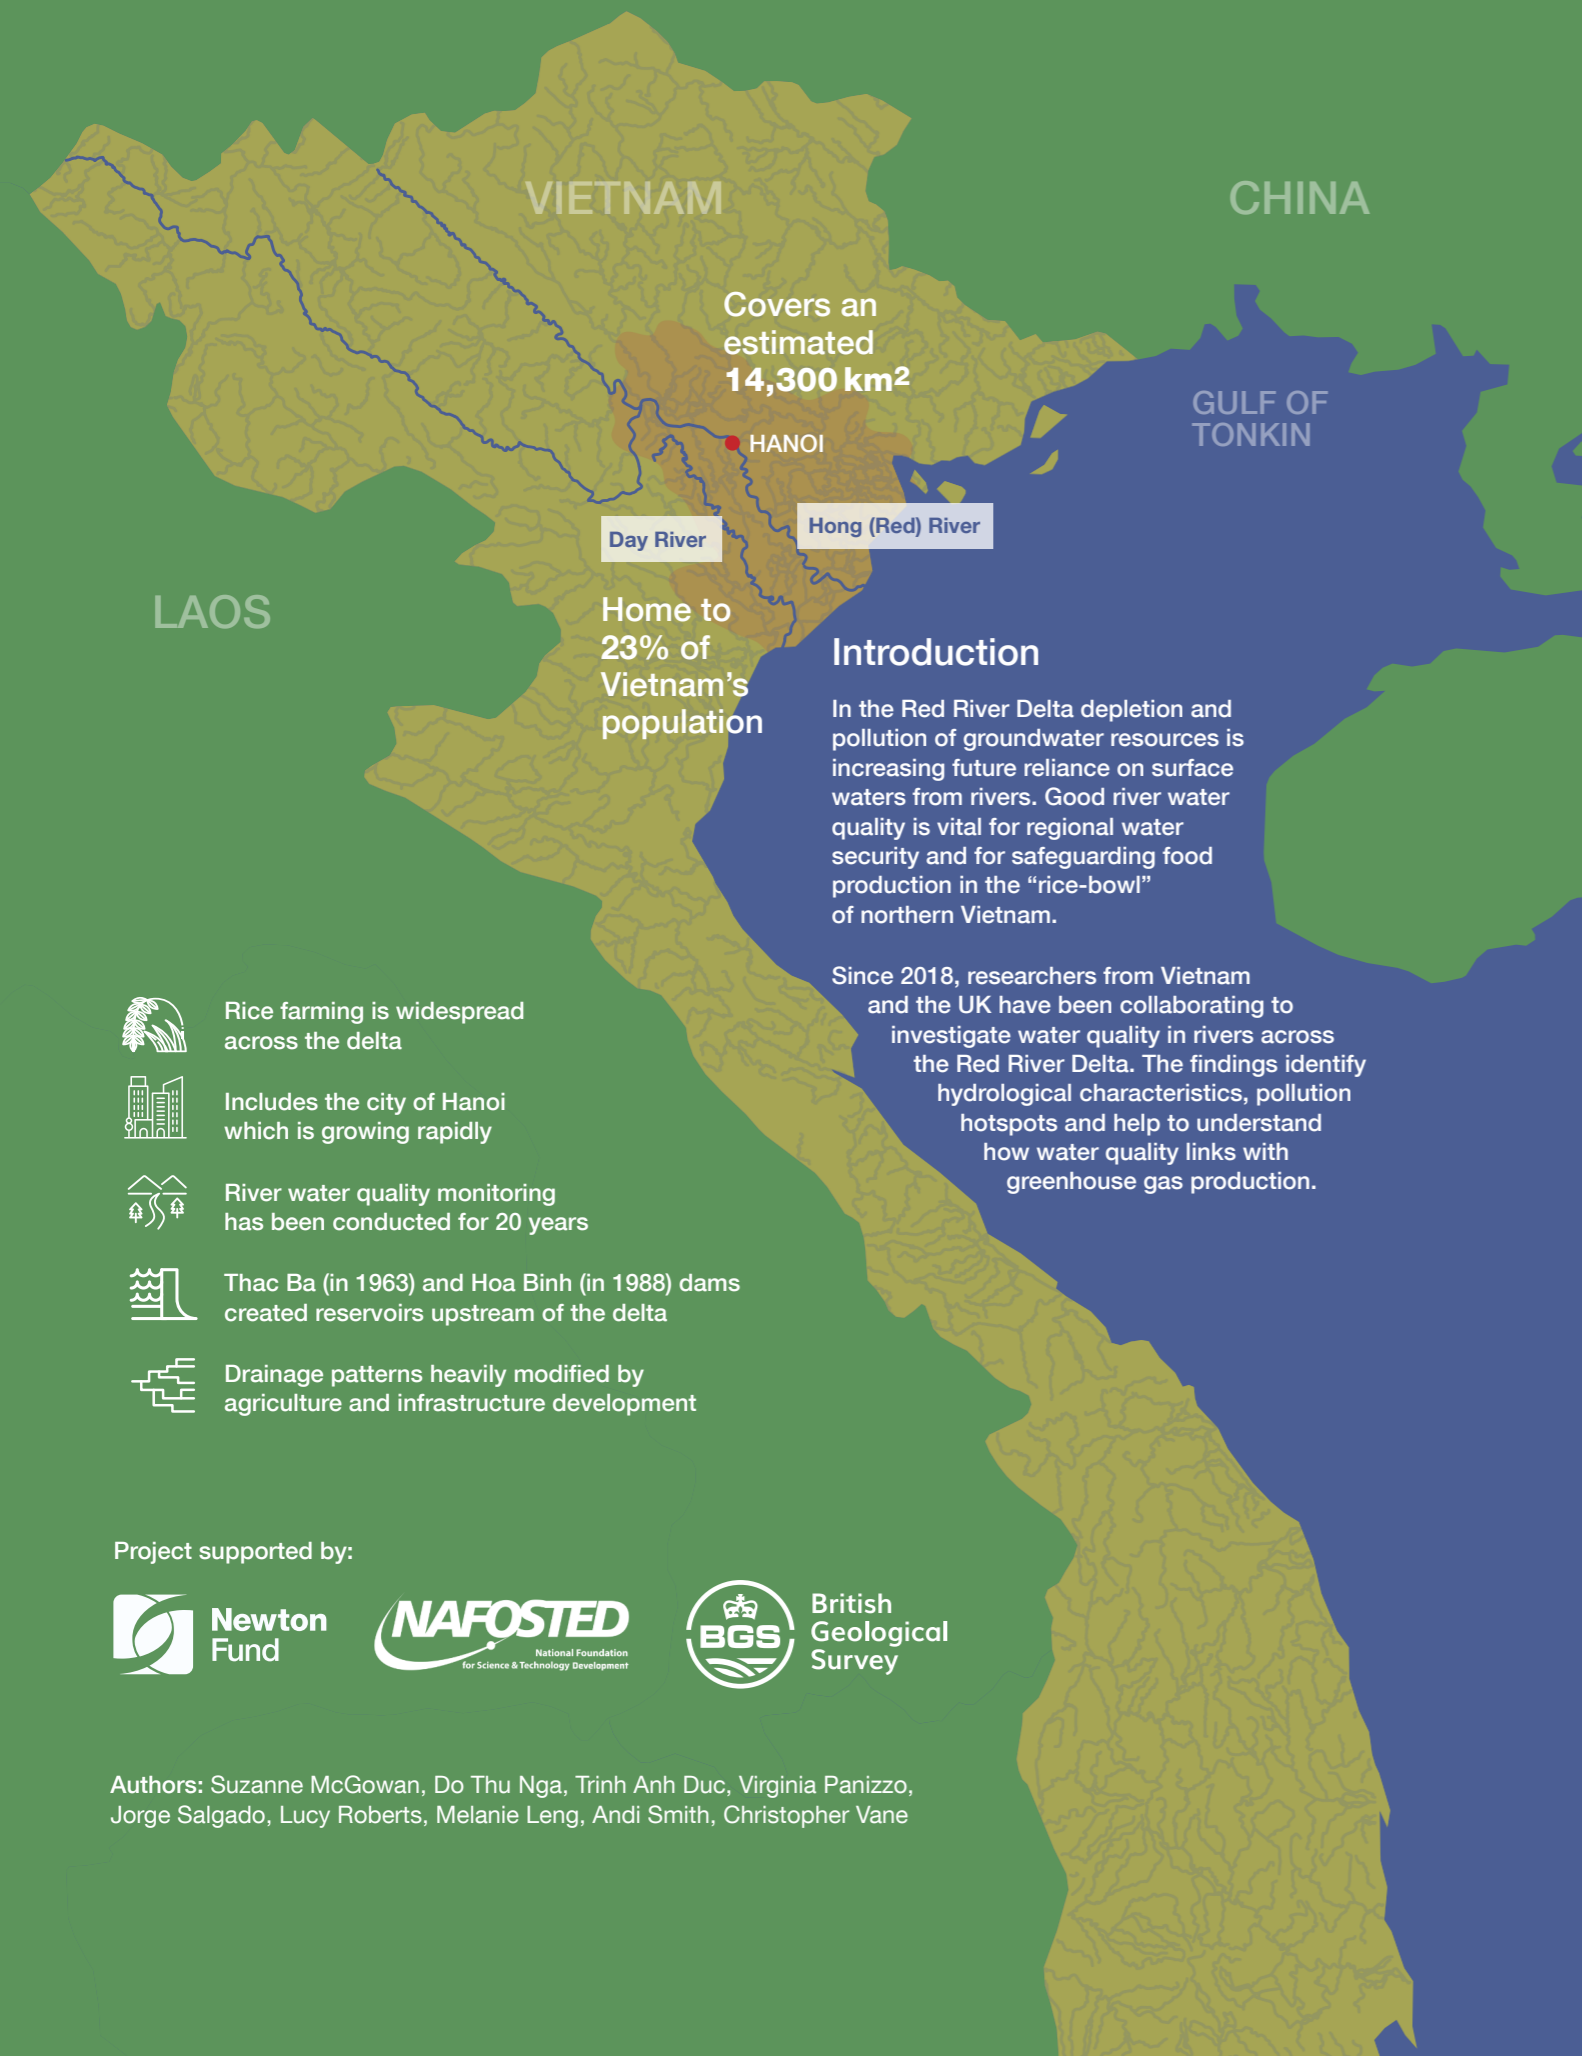 VIETNAM
CHINA
Covers an
estimated
14,300 km²
GULF OF
TONKIN
HANOI
Hong (Red) River
Day River
LAOS
Home to
23% of
Vietnam's
population
Introduction
In the Red River Delta depletion and
pollution of groundwater resources is
increasing future reliance on surface
waters from rivers. Good river water
quality is vital for regional water
security and for safeguarding food
production in the “rice-bowl”
of northern Vietnam.
Since 2018, researchers from Vietnam
and the UK have been collaborating to
investigate water quality in rivers across
the Red River Delta. The findings identify
hydrological characteristics, pollution
hotspots and help to understand
how water quality links with
greenhouse gas production.
Rice farming is widespread
across the delta
Includes the city of Hanoi
which is growing rapidly
River water quality monitoring
has been conducted for 20 years
Thac Ba (in 1963) and Hoa Binh (in 1988) dams
created reservoirs upstream of the delta
Drainage patterns heavily modified by
agriculture and infrastructure development
Project supported by:
Newton
Fund
NAFOSTED
National Foundation
for Science & Technology Development
BGS
British
Geological
Survey
Authors: Suzanne McGowan, Do Thu Nga, Trinh Anh Duc, Virginia Panizzo,
Jorge Salgado, Lucy Roberts, Melanie Leng, Andi Smith, Christopher Vane